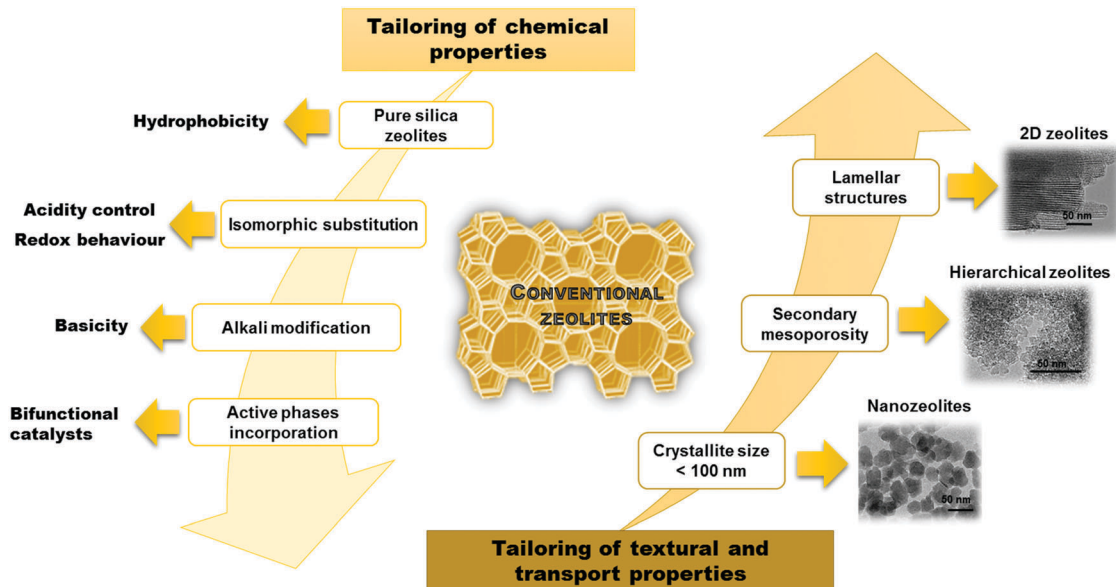 Tailoring of chemical
properties
Hydrophobicity
Pure silica
zeolites
Acidity control
Redox behaviour
Isomorphic substitution
Basicity
Alkali modification
Bifunctional
catalysts
Active phases
incorporation
CONVENTIONAL
ZEOLITES
2D zeolites
Lamellar
structures
50 nm
Hierarchical zeolites
Secondary
mesoporosity
50 nm
Nanozeolites
Crystallite size
< 100 nm
50 nm
Tailoring of textural and
transport properties